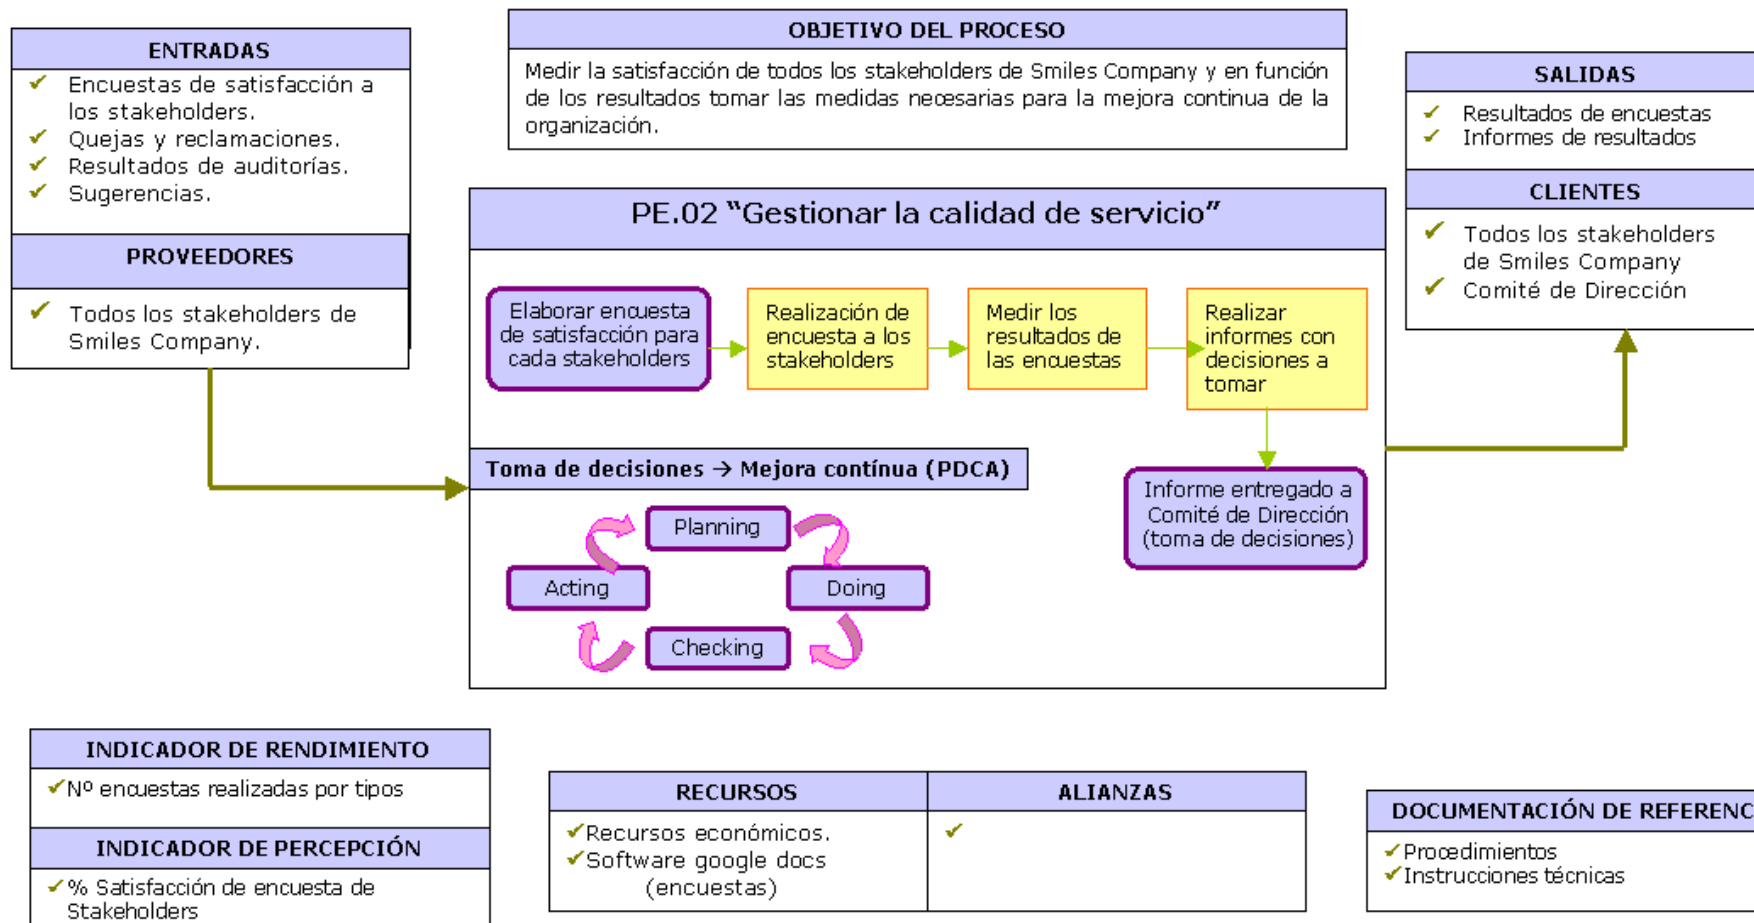 ENTRADAS
Encuestas de satisfacción a
los stakeholders.
Quejas y reclamaciones.
Resultados de auditorías.
Sugerencias.
PROVEEDORES
Todos los stakeholders de
Smiles Company.
OBJETIVO DEL PROCESO
Medir la satisfacción de todos los stakeholders de Smiles Company y en función
de los resultados tomar las medidas necesarias para la mejora continua de la
organización.
SALIDAS
Resultados de encuestas
Informes de resultados
CLIENTES
Todos los stakeholders
de Smiles Company
Comité de Dirección
PE.02 “Gestionar la calidad de servicio”
Elaborar encuesta
de satisfacción para
cada stakeholders
Realización de
encuesta a los
stakeholders
Medir los
resultados de
las encuestas
Realizar
informes con
decisiones a
tomar
Informe entregado a
Comité de Dirección
(toma de decisiones)
Toma de decisiones → Mejora contínua (PDCA)
Planning
Doing
Checking
Acting
INDICADOR DE RENDIMIENTO
Nº encuestas realizadas por tipos
INDICADOR DE PERCEPCIÓN
% Satisfacción de encuesta de
Stakeholders
RECURSOS
Recursos económicos.
Software google docs
(encuestas)
ALIANZAS
DOCUMENTACIÓN DE REFERENC
Procedimientos
Instrucciones técnicas